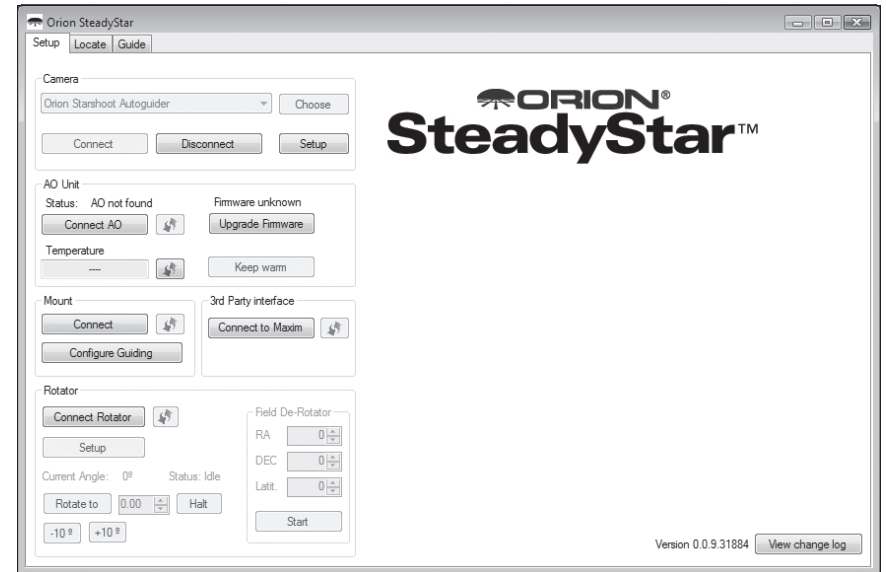 Orion SteadyStar
Setup Locate Guide
Camera
Orion Starshoot Autoguider Choose
Connect Disconnect Setup
AO Unit
Status: AO not found Firmware unknown
Connect AO Upgrade Firmware
Temperature
---- Keep warm
Mount
Connect
Configure Guiding
3rd Party interface
Connect to Maxim
Rotator
Connect Rotator
Setup
Current Angle: 0º Status: Idle
Rotate to 0.00 Halt
-10 º +10 º
Field De-Rotator
RA 0
DEC 0
Latit. 0
Start
ORION®
SteadyStar™
Version 0.0.9.31884 View change log